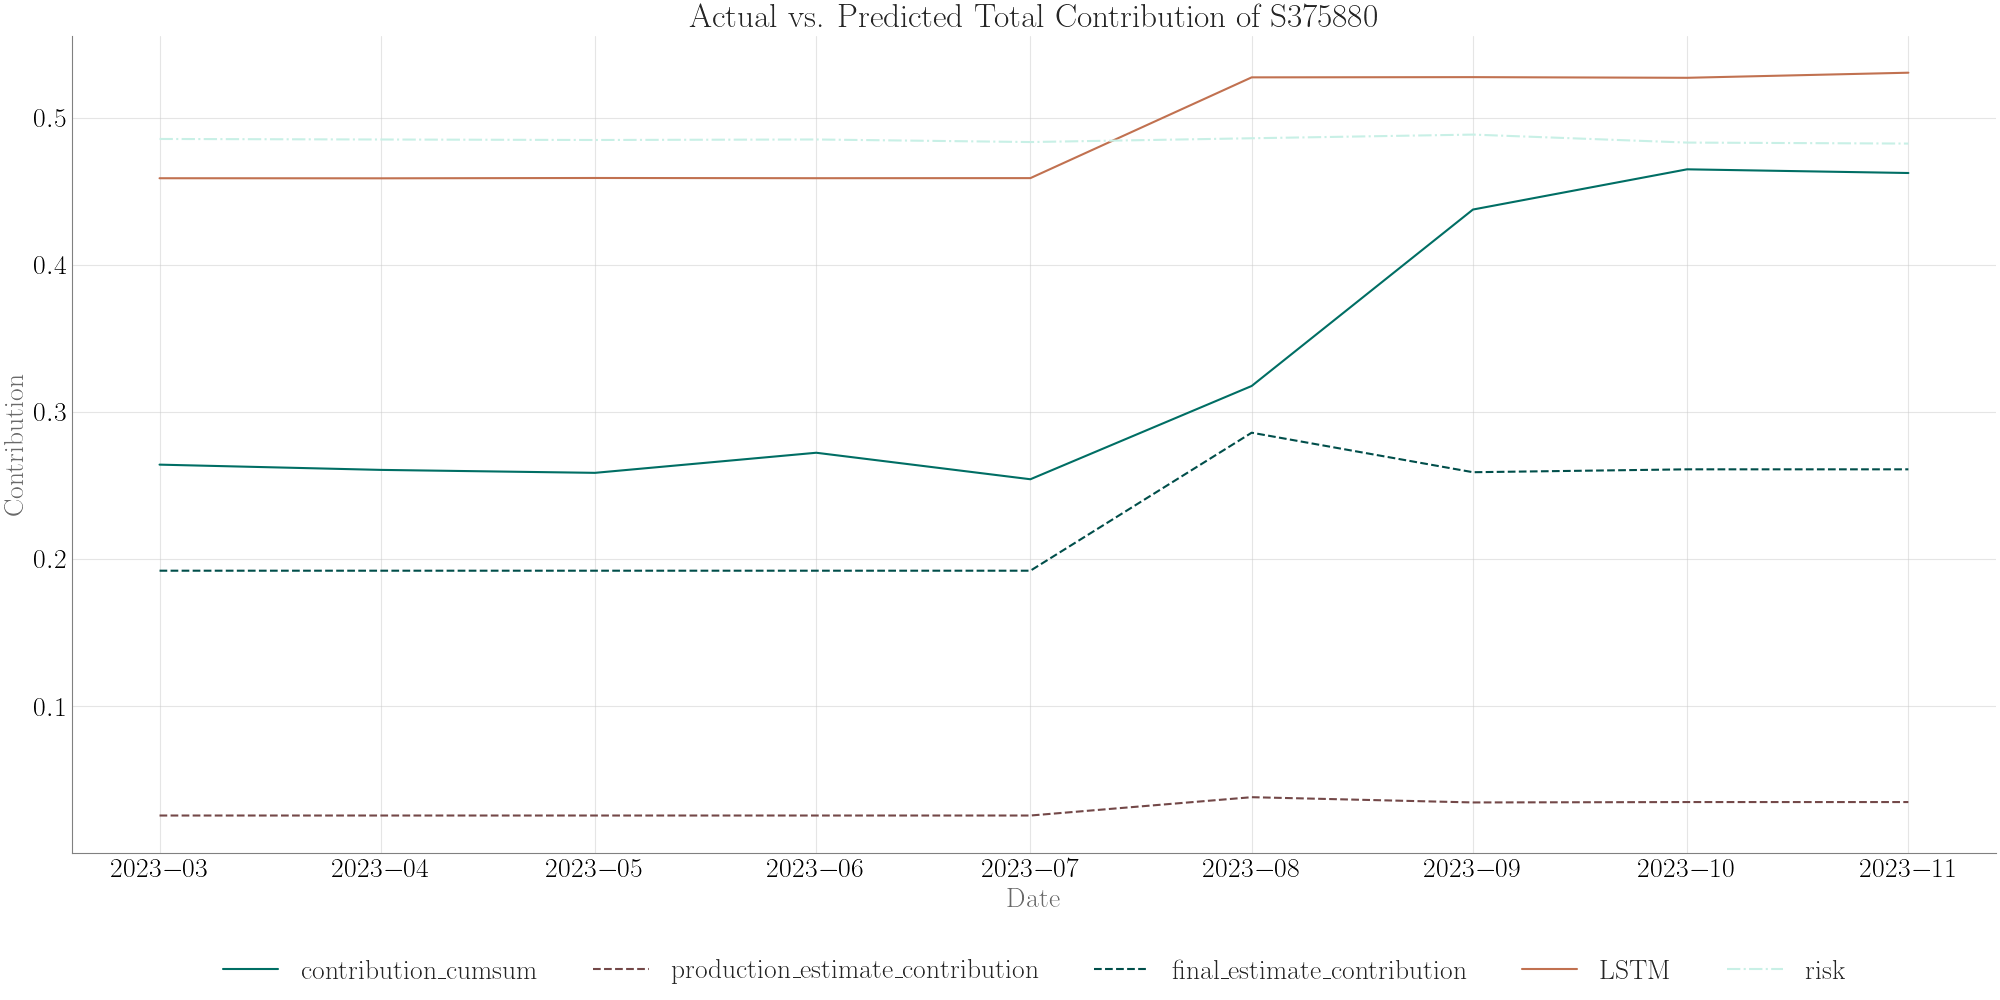 Actual vs. Predicted Total Contribution of S375880
0.5
0.4
0.3
0.2
0.1
Contribution
2023–03 2023–04 2023–05 2023–06 2023–07 2023–08 2023–09 2023–10 2023–11
Date
contribution_cumsum production_estimate_contribution final_estimate_contribution LSTM risk